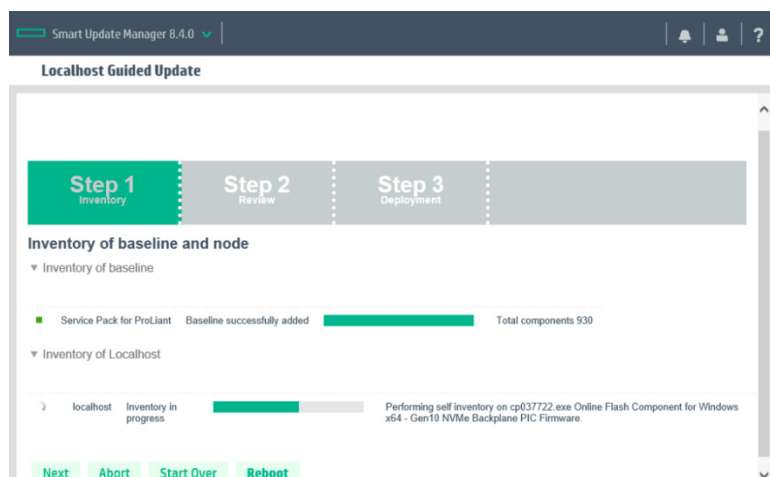 Smart Update Manager 8.4.0
?
Localhost Guided Update
Step 1
Inventory
Step 2
Review
Step 3
Deployment
Inventory of baseline and node
Inventory of baseline
Service Pack for ProLiant Baseline successfully added Total components 930
Inventory of Localhost
localhost Inventory in progress
Performing self inventory on cp037722.exe Online Flash Component for Windows
x64 - Gen10 NVMe Backplane PIC Firmware.
Next Abort Start Over Reboot